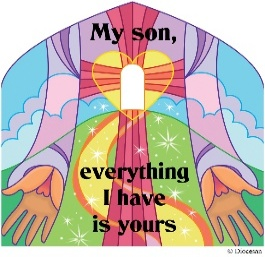 My son,
everything
I have
is yours
© Diocesan